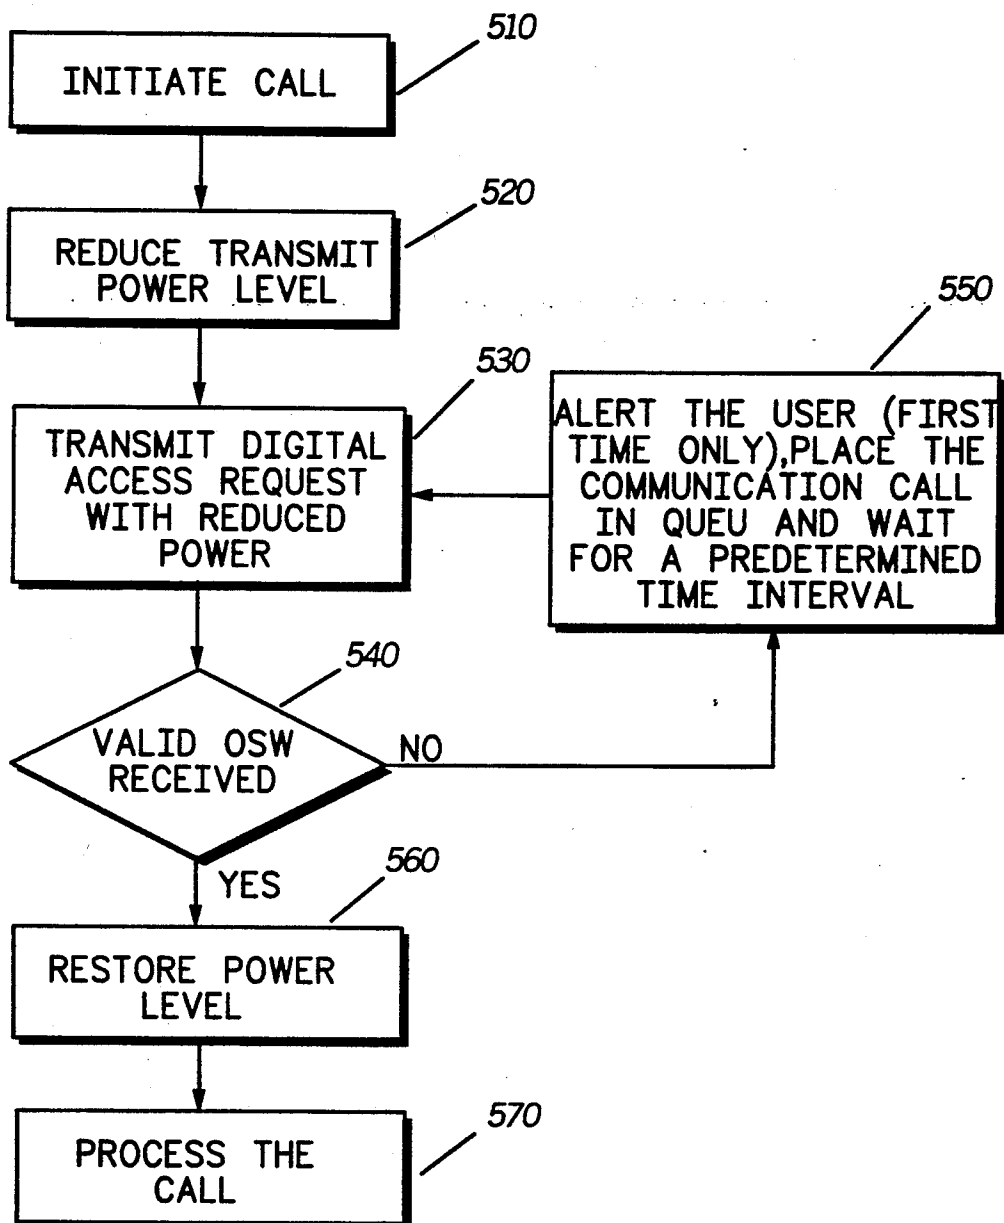 510
INITIATE CALL
520
REDUCE TRANSMIT
POWER LEVEL
530
TRANSMIT DIGITAL
ACCESS REQUEST
WITH REDUCED
POWER
550
ALERT THE USER (FIRST
TIME ONLY),PLACE THE
COMMUNICATION CALL
IN QUEU AND WAIT
FOR A PREDETERMINED
TIME INTERVAL
540
VALID OSW
RECEIVED
NO
YES
560
RESTORE POWER
LEVEL
570
PROCESS THE
CALL